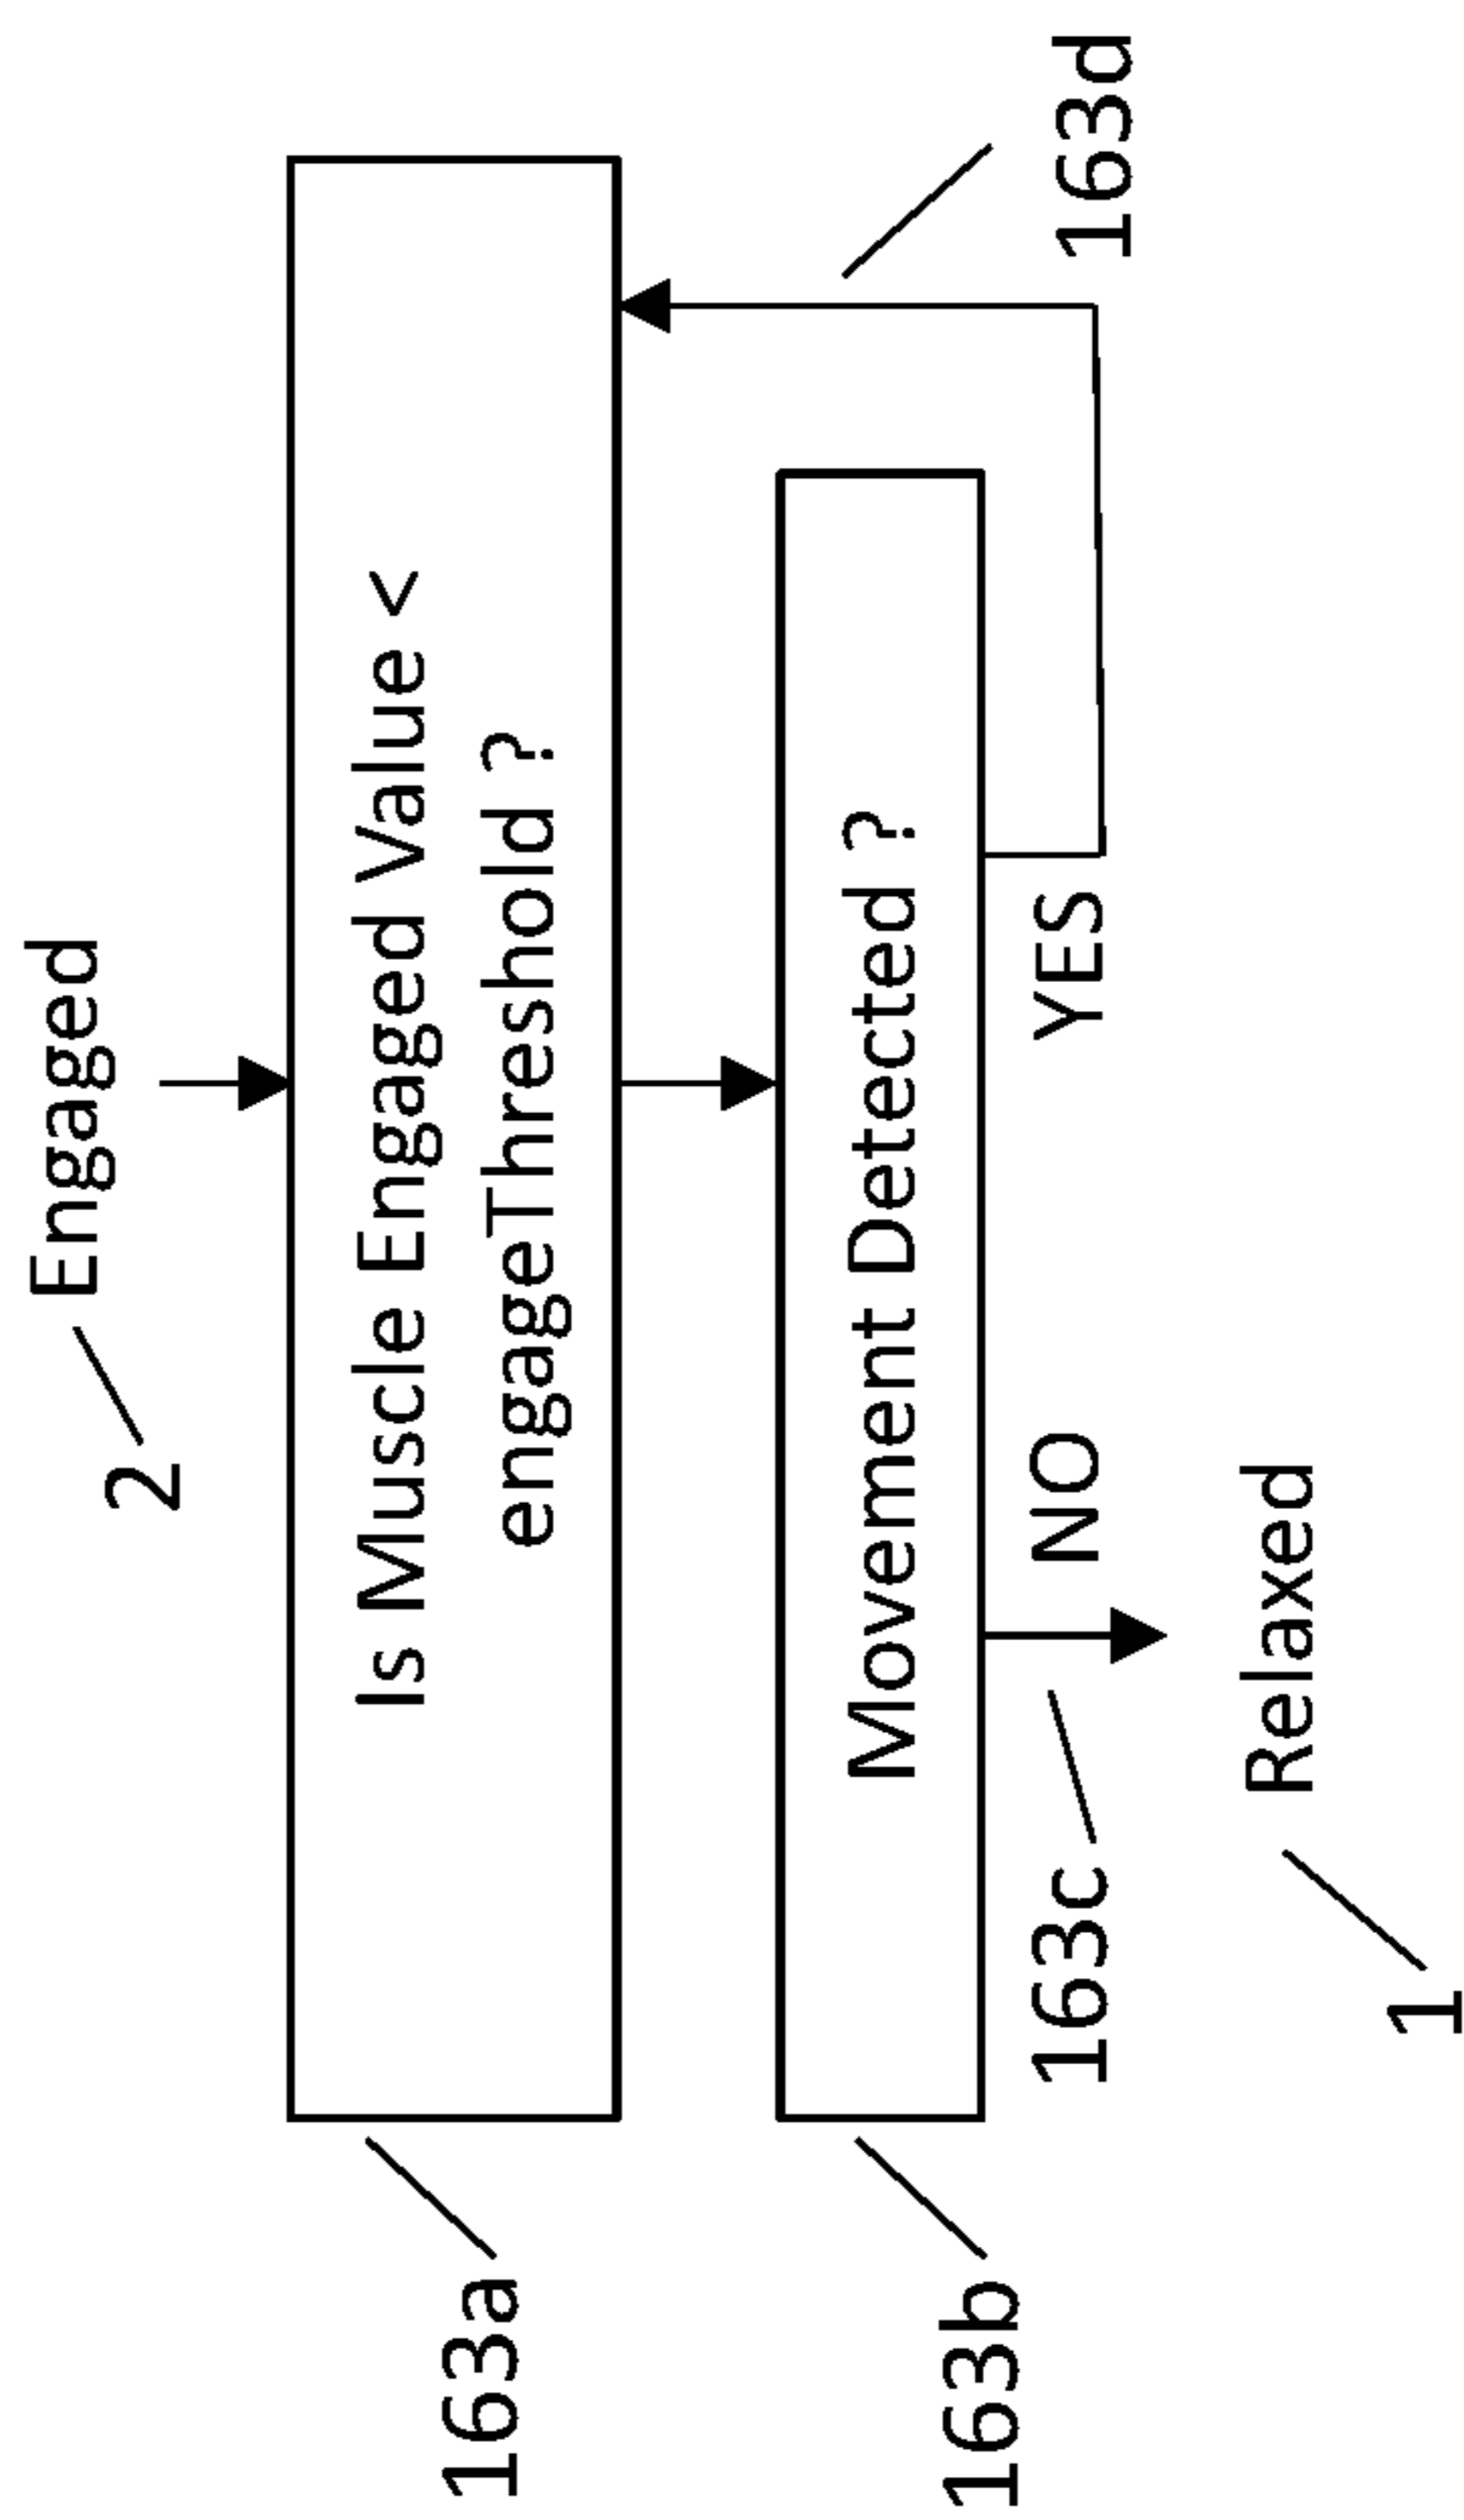 2
Engaged
163a
Is Muscle Engaged Value <
engageThreshold ?
163b
Movement Detected ?
163c
NO
YES
163d
1
Relaxed